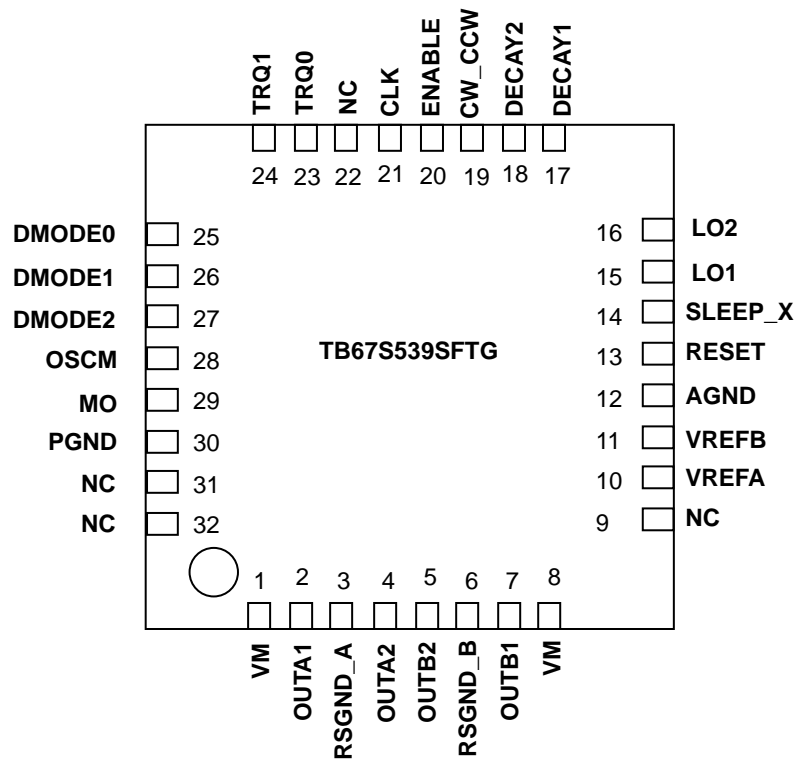 TRQ1
TRQ0
NC
CLK
ENABLE
CW_CCW
DECAY2
DECAY1
24 23 22 21 20 19 18 17
DMODE0 25
DMODE1 26
DMODE2 27
OSCM 28
MO 29
PGND 30
NC 31
NC 32
TB67S539SFTG
16 LO2
15 LO1
14 SLEEP_X
13 RESET
12 AGND
11 VREFB
10 VREFA
9 NC
1 2 3 4 5 6 7 8
VM
OUTA1
RSGND_A
OUTA2
OUTB2
RSGND_B
OUTB1
VM